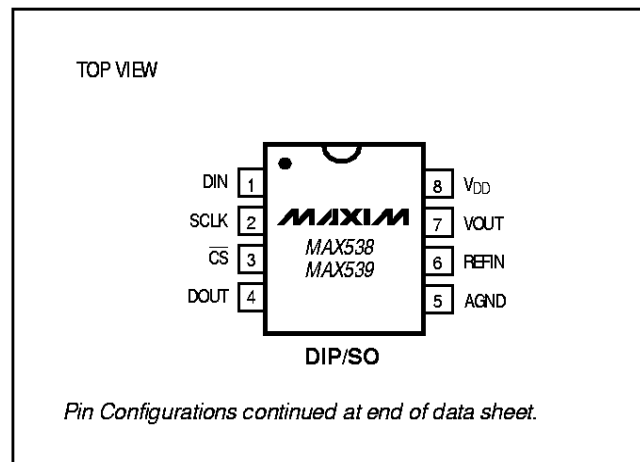 TOP VIEW
DIN 1
SCLK 2
C̅S̅ 3
DOUT 4
MAXIM
MAX538
MAX539
8 VDD
7 VOUT
6 REFIN
5 AGND
DIP/SO
Pin Configurations continued at end of data sheet.